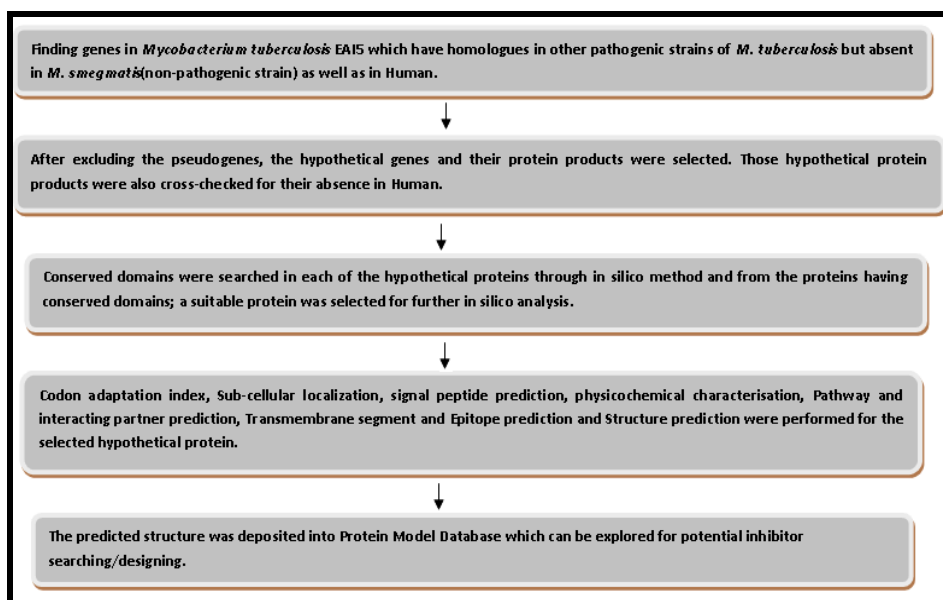 Finding genes in Mycobacterium tuberculosis EAI5 which have homologues in other pathogenic strains of M. tuberculosis but absent
in M. smegmatis(non-pathogenic strain) as well as in Human.
After excluding the pseudogenes, the hypothetical genes and their protein products were selected. Those hypothetical protein
products were also cross-checked for their absence in Human.
Conserved domains were searched in each of the hypothetical proteins through in silico method and from the proteins having
conserved domains; a suitable protein was selected for further in silico analysis.
Codon adaptation index, Sub-cellular localization, signal peptide prediction, physicochemical characterisation, Pathway and
interacting partner prediction, Transmembrane segment and Epitope prediction and Structure prediction were performed for the
selected hypothetical protein.
The predicted structure was deposited into Protein Model Database which can be explored for potential inhibitor
searching/designing.